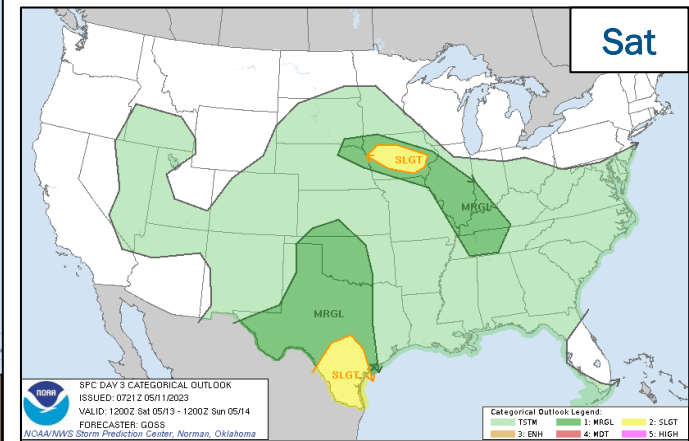 Sat
SLGT
MRGL
MRGL
SLGT
NOAA
SPC DAY 3 CATEGORICAL OUTLOOK
ISSUED: 0721Z 05/11/2023
VALID: 1200Z Sat 05/13 - 1200Z Sun 05/14
FORECASTER: GOSS
NOAA/NWS Storm Prediction Center, Norman, Oklahoma
Categorical Outlook Legend:
TSTM 1: MRGL 2: SLGT
3: ENH 4: MDT 5: HIGH